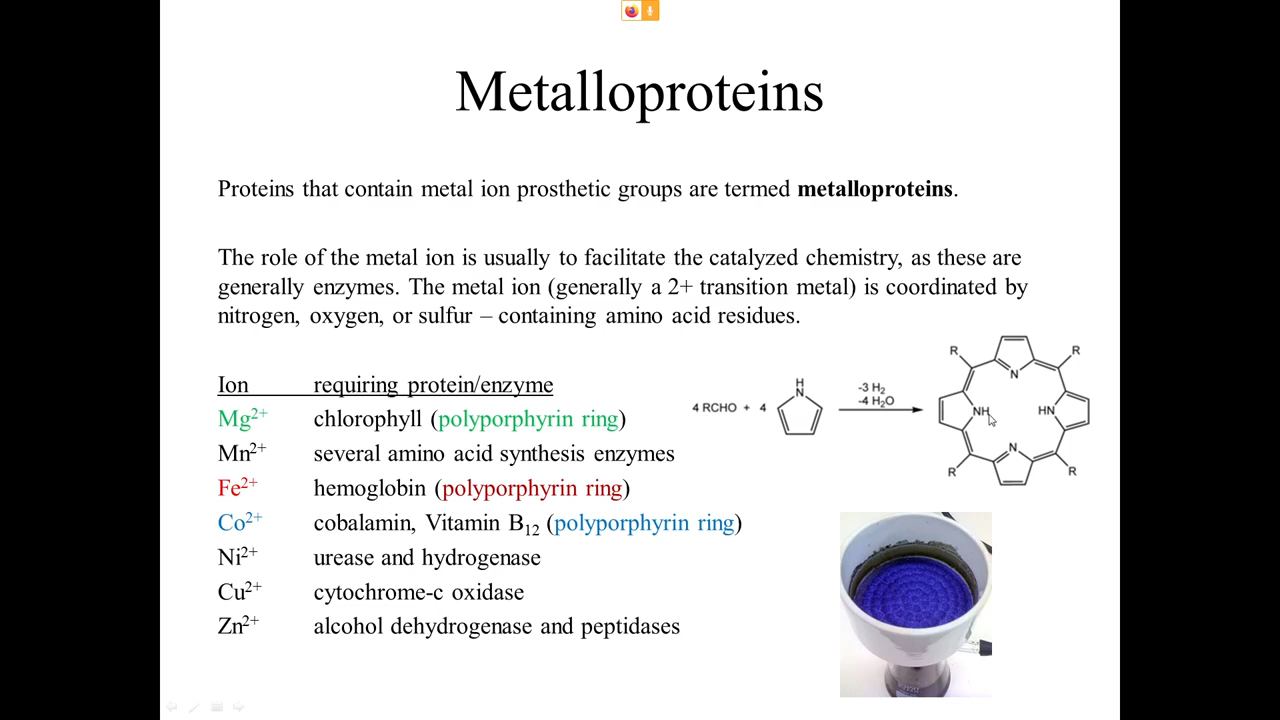 Metalloproteins
Proteins that contain metal ion prosthetic groups are termed metalloproteins.
The role of the metal ion is usually to facilitate the catalyzed chemistry, as these are
generally enzymes. The metal ion (generally a 2+ transition metal) is coordinated by
nitrogen, oxygen, or sulfur – containing amino acid residues.
Ion requiring protein/enzyme
Mg²⁺ chlorophyll (polyporphyrin ring)
Mn²⁺ several amino acid synthesis enzymes
Fe²⁺ hemoglobin (polyporphyrin ring)
Co²⁺ cobalamin, Vitamin B₁₂ (polyporphyrin ring)
Ni²⁺ urease and hydrogenase
Cu²⁺ cytochrome-c oxidase
Zn²⁺ alcohol dehydrogenase and peptidases
4 RCHO + 4
H
N
-3 H₂
-4 H₂O
R R
N
NH HN
N
R R